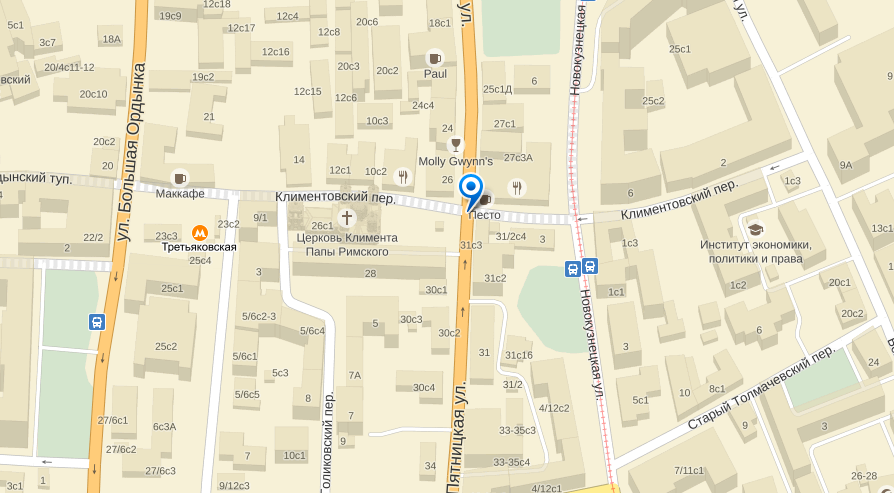 5с1
19с9
12с4
20с6
18с1
ул.
Новокузнецкая
3с7
18А
12с8
12с16
25с1
Paul
20/4с11-12
19с2
20с3
20с2
6
9
20с10
12с15
12с6
24с4
25с1Д
25с2
21
10с3
24
27с1
20с2
14
Molly Gwynn's
27с3А
2
20
12с1
10с2
9А
ул. Большая Ордынка
туп.
Маккафе
26
6
1с3
Климентовский пер.
Климентовский пер.
23с2
9/1
26с1
Песто
13с1
22/2
23с3
Третьяковская
Церковь Климента
Папы Римского
31с3
31/2с4
3
1с3
Институт экономики,
политики и права
2
25с4
3
28
31с2
1с2
20с1
25с1
30с1
1с1
Новокузнецкая ул.
5/6с2-3
5/6с4
5
30с3
30с2
6
20с2
25с2
31
31с16
3
24
5/6с1
5с3
7А
30с4
31/2
8с1
Старый Толмачевский пер.
5/6с5
8
7
10
5с1
27/6с1
6с3А
4/12с2
3
27/6с2
9
33-35с3
9
Пятницкая ул.
7
10с1
34
33-35с4
27/6с3
7/11с1
26-28
3с1
1
9/12с3
4/12с1